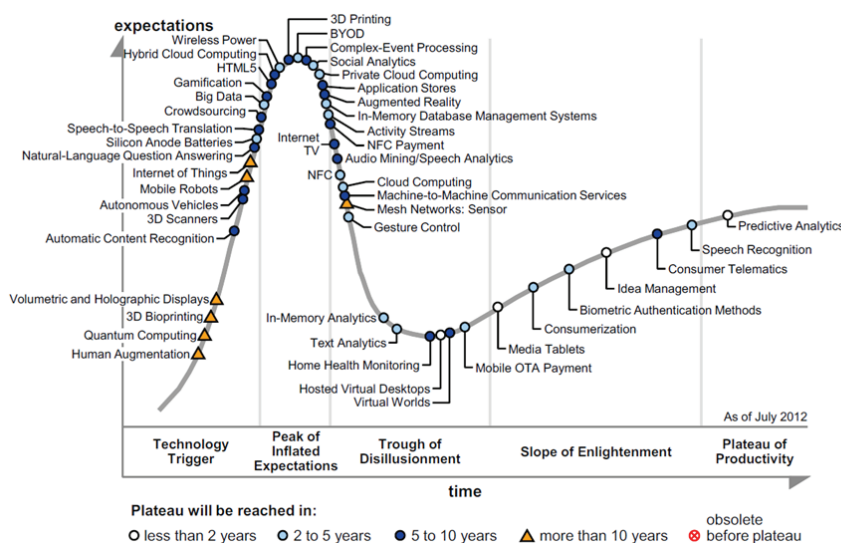 expectations
3D Printing
BYOD
Wireless Power
Complex-Event Processing
Hybrid Cloud Computing
Social Analytics
HTML5
Private Cloud Computing
Gamification
Application Stores
Big Data
Augmented Reality
Crowdsourcing
In-Memory Database Management Systems
Speech-to-Speech Translation
Activity Streams
Silicon Anode Batteries
NFC Payment
Natural-Language Question Answering
Internet
TV
Audio Mining/Speech Analytics
Internet of Things
NFC
Mobile Robots
Cloud Computing
Autonomous Vehicles
Machine-to-Machine Communication Services
3D Scanners
Mesh Networks: Sensor
Automatic Content Recognition
Gesture Control
Predictive Analytics
Speech Recognition
Consumer Telematics
Idea Management
Volumetric and Holographic Displays
Biometric Authentication Methods
3D Bioprinting
In-Memory Analytics
Consumerization
Quantum Computing
Text Analytics
Media Tablets
Human Augmentation
Home Health Monitoring
Mobile OTA Payment
Hosted Virtual Desktops
Virtual Worlds
As of July 2012
Technology
Trigger
Peak of
Inflated
Expectations
Trough of
Disillusionment
Slope of Enlightenment
Plateau of
Productivity
time
Plateau will be reached in:
less than 2 years
2 to 5 years
5 to 10 years
more than 10 years
obsolete
before plateau